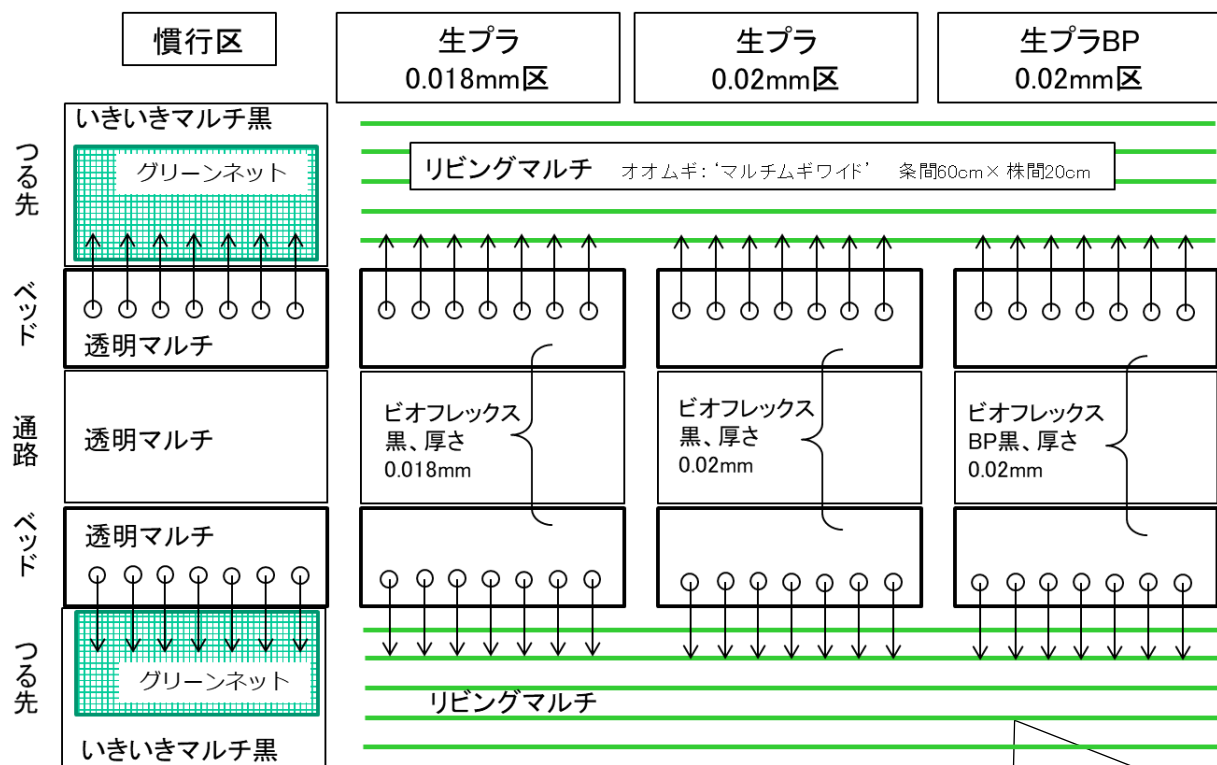 慣行区
生プラ
0.018mm区
生プラ
0.02mm区
生プラBP
0.02mm区
つる先
いきいきマルチ黒
グリーンネット
リビングマルチ オオムギ:‘マルチムギワイド’ 条間60cm×株間20cm
ベッド
透明マルチ
通路
透明マルチ
ビオフレックス
黒、厚さ
0.018mm
ビオフレックス
黒、厚さ
0.02mm
ビオフレックス
BP黒、厚さ
0.02mm
ベッド
透明マルチ
つる先
グリーンネット
いきいきマルチ黒
リビングマルチ